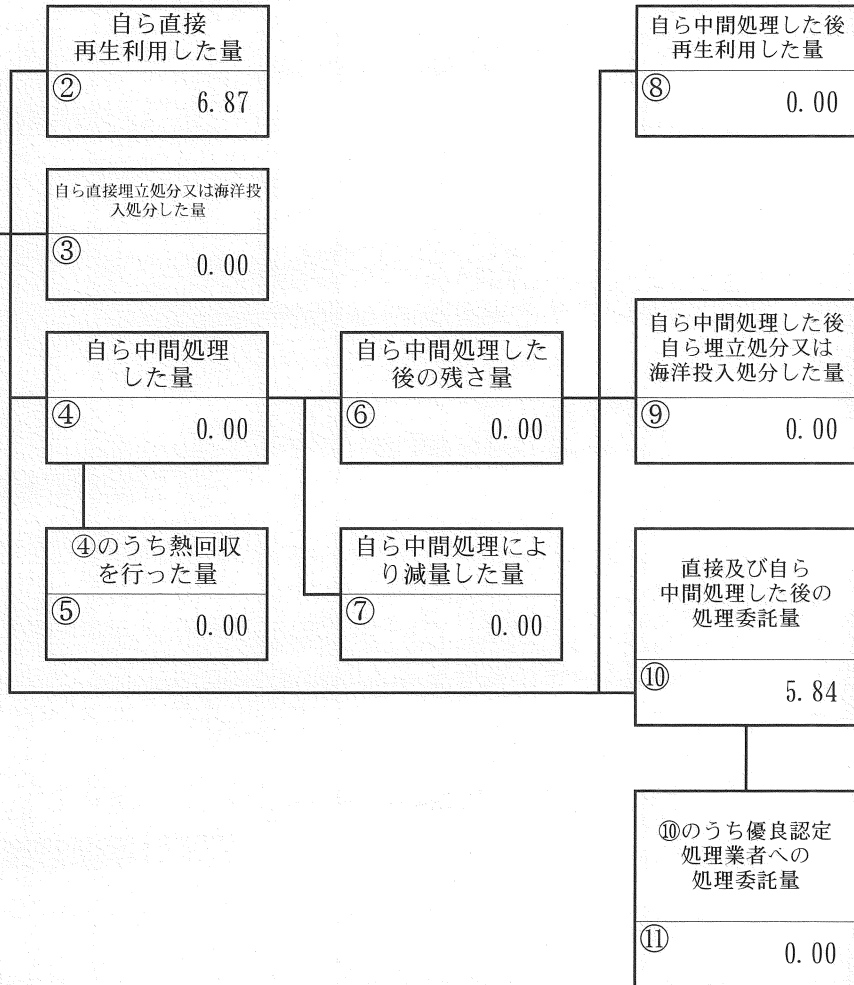 自ら直接
再生利用した量
②
6.87
自ら中間処理した後
再生利用した量
⑧
0.00
自ら直接埋立処分又は海洋投
入処分した量
③
0.00
自ら中間処理
した量
④
0.00
自ら中間処理した
後の残さ量
⑥
0.00
自ら中間処理した後
自ら埋立処分又は
海洋投入処分した量
⑨
0.00
④のうち熱回収
を行った量
⑤
0.00
自ら中間処理によ
り減量した量
⑦
0.00
直接及び自ら
中間処理した後の
処理委託量
⑩
5.84
⑩のうち優良認定
処理業者への
処理委託量
⑪
0.00